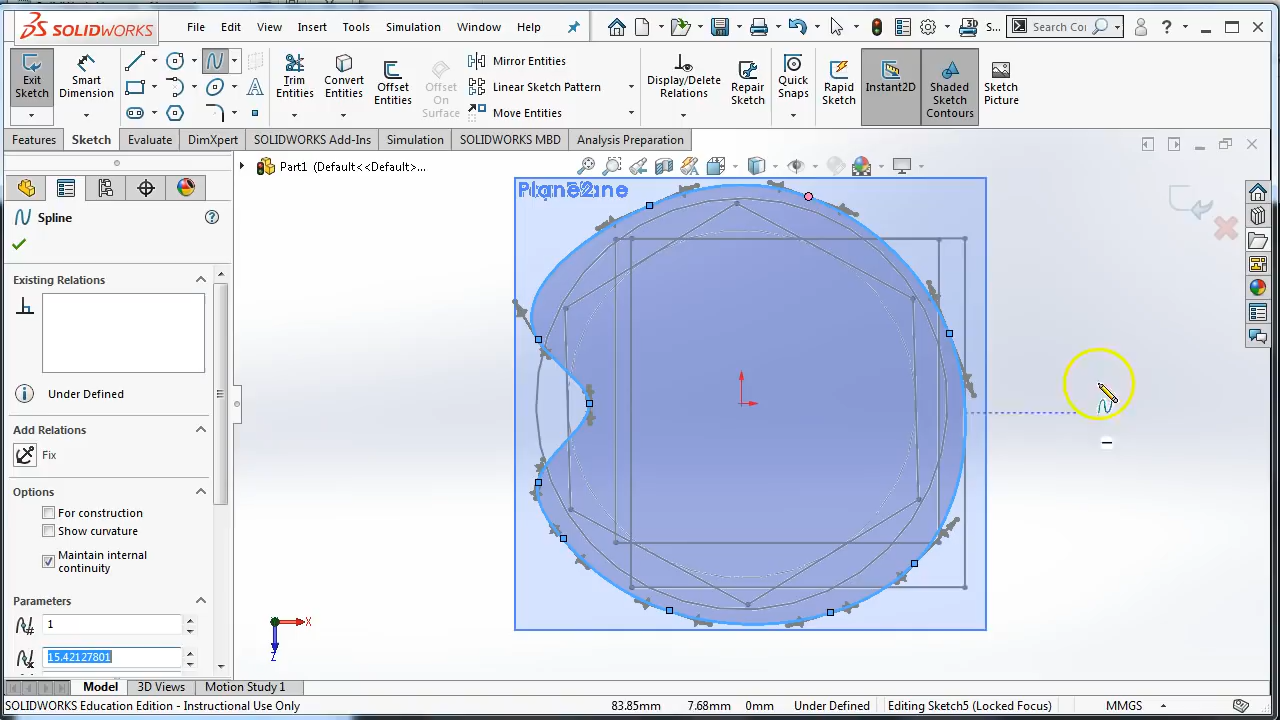 SOLIDWORKS File Edit View Insert Tools Simulation Window Help S... Search Co ?
Exit Sketch
Smart Dimension
Trim Entities
Convert Entities
Offset Entities
Offset On Surface
Mirror Entities
Linear Sketch Pattern
Move Entities
Display/Delete Relations
Repair Sketch
Quick Snaps
Rapid Sketch
Instant2D
Shaded Sketch Contours
Sketch Picture
Features Sketch Evaluate DimXpert SOLIDWORKS Add-Ins Simulation SOLIDWORKS MBD Analysis Preparation
Part1 (Default<<Default>...
Spline
Existing Relations
Under Defined
Add Relations
Fix
Options
For construction
Show curvature
Maintain internal continuity
Parameters
1
15.42127801
X
Z
Model 3D Views Motion Study 1
SOLIDWORKS Education Edition - Instructional Use Only 83.85mm 7.68mm 0mm Under Defined Editing Sketch5 (Locked Focus) MMGS